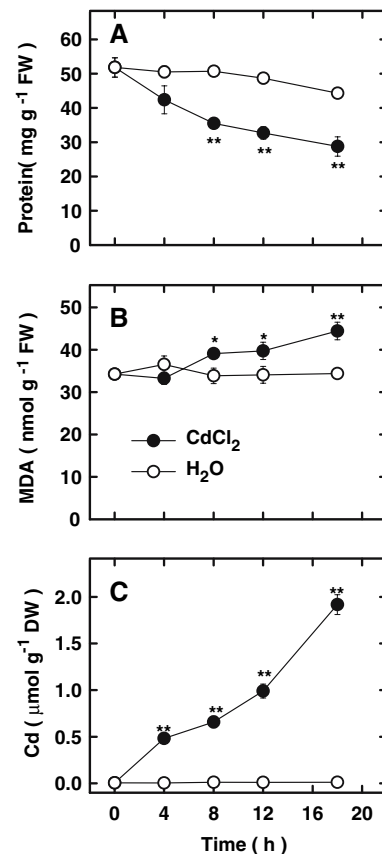 A
60
50
40
30
20
10
0
Protein( mg g -1 FW)
**
**
**
B
50
40
30
20
10
0
MDA ( nmol g -1 FW)
*
*
**
CdCl2
H2O
C
2.0
1.5
1.0
0.5
0.0
Cd ( μmol g -1 DW )
**
**
**
**
0 4 8 12 16 20
Time ( h )